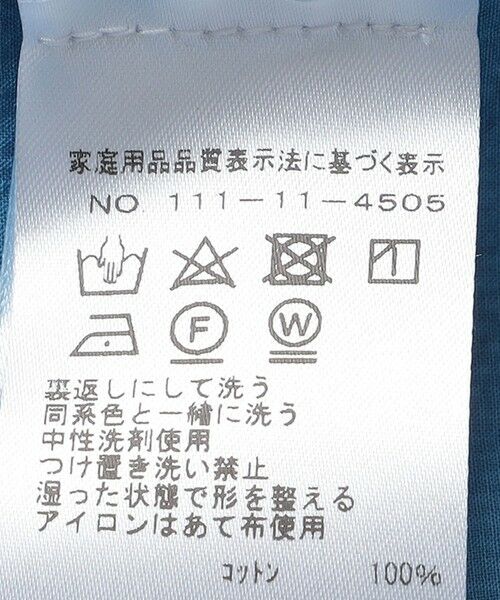 家庭用品品質表示法に基づく表示
NO 111-11-4505
F W
裏返しにして洗う
同系色と一緒に洗う
中性洗剤使用
つけ置き洗い禁止
湿った状態で形を整える
アイロンはあて布使用
コットン 100%